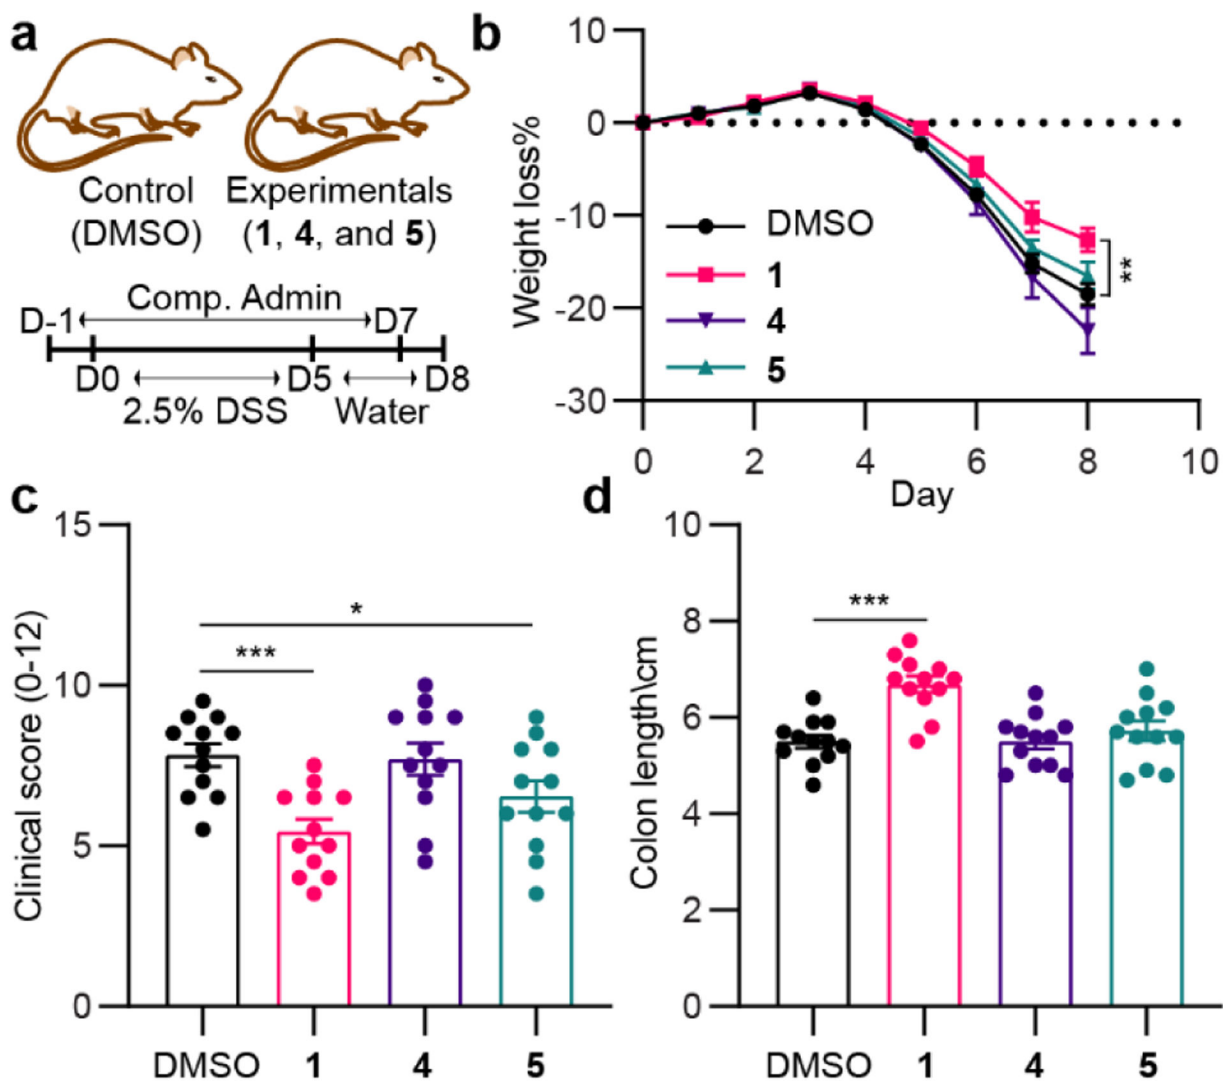 a
Control
(DMSO)
Experimentals
(1, 4, and 5)
Comp. Admin
D-1
D7
D0
D5
D8
2.5% DSS
Water
b
Weight loss%
10
0
-10
-20
-30
DMSO
1
4
5
**
0
2
4
6
8
10
Day
c
Clinical score (0-12)
15
10
5
0
*
***
DMSO
1
4
5
d
Colon length\cm
10
8
6
4
2
0
***
DMSO
1
4
5